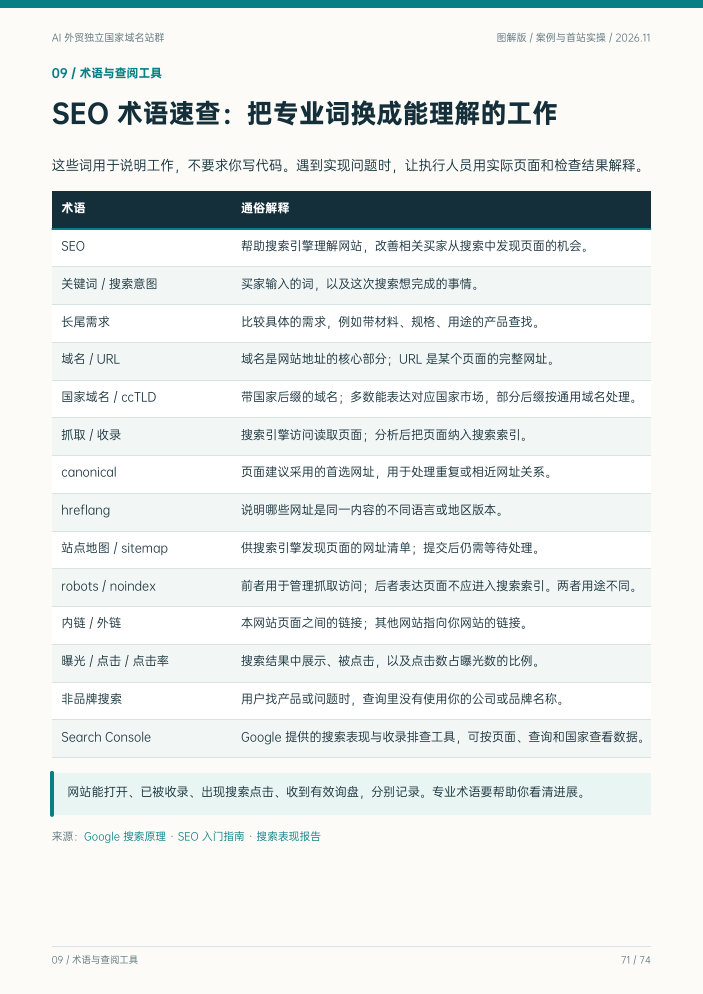 AI 外贸独立国家域名站群
图解版 / 案例与首站实操 / 2026.11
09 / 术语与查阅工具
SEO 术语速查：把专业词换成能理解的工作
这些词用于说明工作，不要求你写代码。遇到实现问题时，让执行人员用实际页面和检查结果解释。
术语 通俗解释
SEO 帮助搜索引擎理解网站，改善相关买家从搜索中发现页面的机会。
关键词 / 搜索意图 买家输入的词，以及这次搜索想完成的事情。
长尾需求 比较具体的需求，例如带材料、规格、用途的产品查找。
域名 / URL 域名是网站地址的核心部分；URL 是某个页面的完整网址。
国家域名 / ccTLD 带国家后缀的域名；多数能表达对应国家市场，部分后缀按通用域名处理。
抓取 / 收录 搜索引擎访问读取页面；分析后把页面纳入搜索索引。
canonical 页面建议采用的首选网址，用于处理重复或相近网址关系。
hreflang 说明哪些网址是同一内容的不同语言或地区版本。
站点地图 / sitemap 供搜索引擎发现页面的网址清单；提交后仍需等待处理。
robots / noindex 前者用于管理抓取访问；后者表达页面不应进入搜索索引。两者用途不同。
内链 / 外链 本网站页面之间的链接；其他网站指向你网站的链接。
曝光 / 点击 / 点击率 搜索结果中展示、被点击，以及点击数占曝光数的比例。
非品牌搜索 用户找产品或问题时，查询里没有使用你的公司或品牌名称。
Search Console Google 提供的搜索表现与收录排查工具，可按页面、查询和国家查看数据。
网站能打开、已被收录、出现搜索点击、收到有效询盘，分别记录。专业术语要帮助你看清进展。
来源：Google 搜索原理 · SEO 入门指南 · 搜索表现报告
09 / 术语与查阅工具
71 / 74